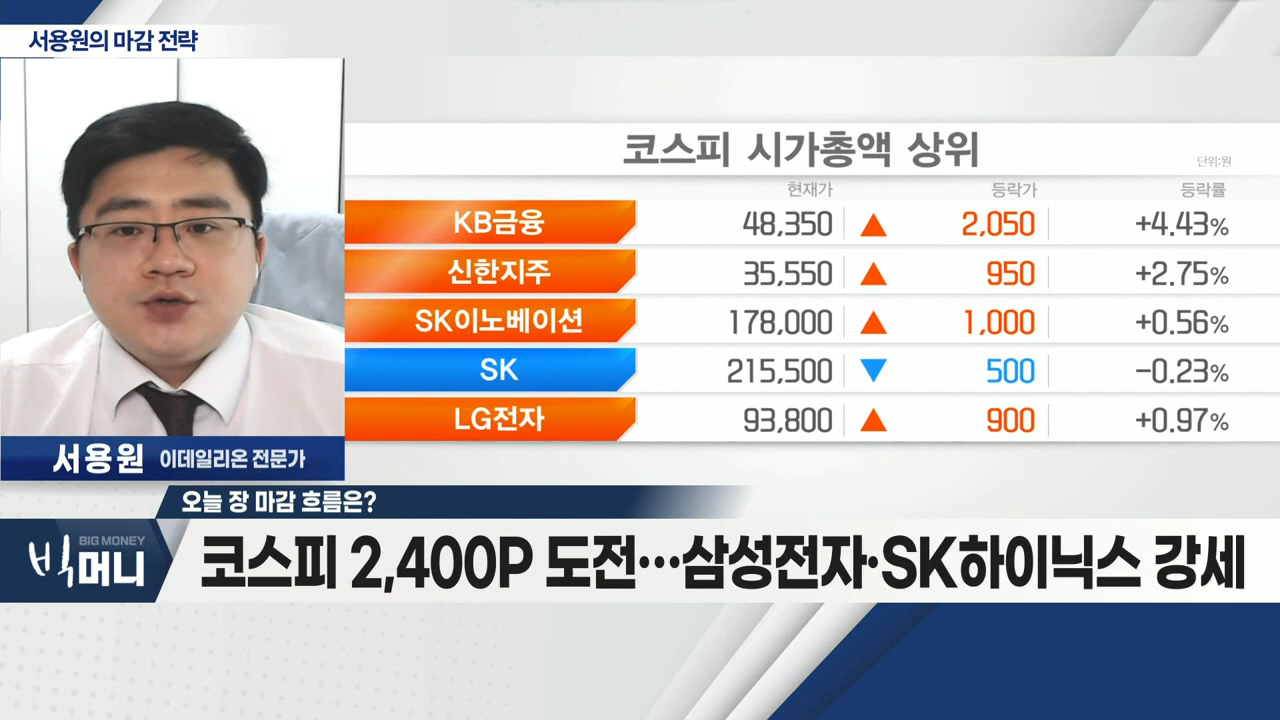 서용원의 마감 전략
코스피 시가총액 상위
단위:원
현재가 등락가 등락률
KB금융 48,350 ▲ 2,050 +4.43%
신한지주 35,550 ▲ 950 +2.75%
SK이노베이션 178,000 ▲ 1,000 +0.56%
SK 215,500 ▼ 500 -0.23%
LG전자 93,800 ▲ 900 +0.97%
서용원 이데일리온 전문가
오늘 장 마감 흐름은?
BIG MONEY
빅머니
코스피 2,400P 도전…삼성전자·SK하이닉스 강세